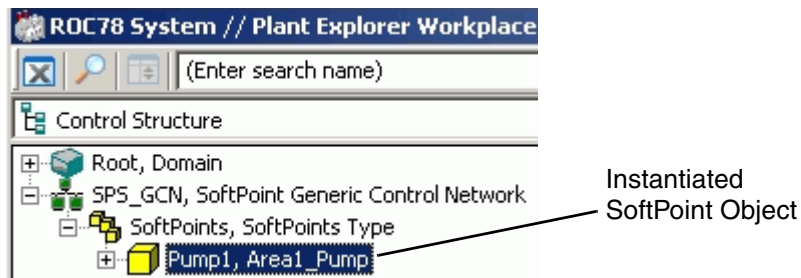 ROC78 System // Plant Explorer Workplace
(Enter search name)
Control Structure
Root, Domain
SPS_GCN, SoftPoint Generic Control Network
SoftPoints, SoftPoints Type
Pump1, Area1_Pump
Instantiated
SoftPoint Object